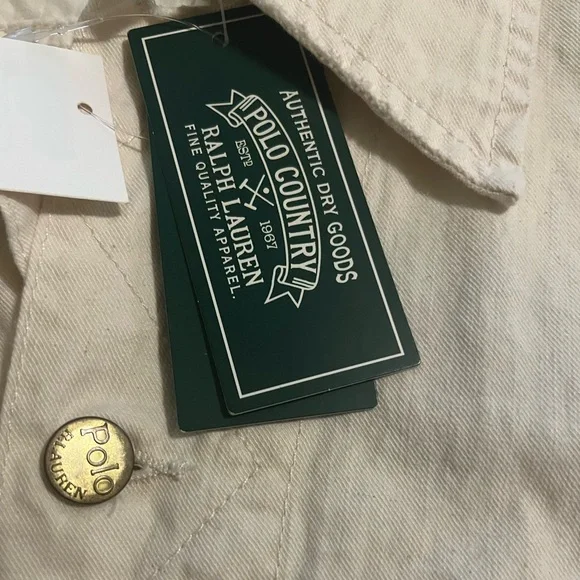 AUTHENTIC DRY GOODS
POLO COUNTRY
ESTD 1967
RALPH LAUREN
FINE QUALITY APPAREL.
Polo
R.LAUREN